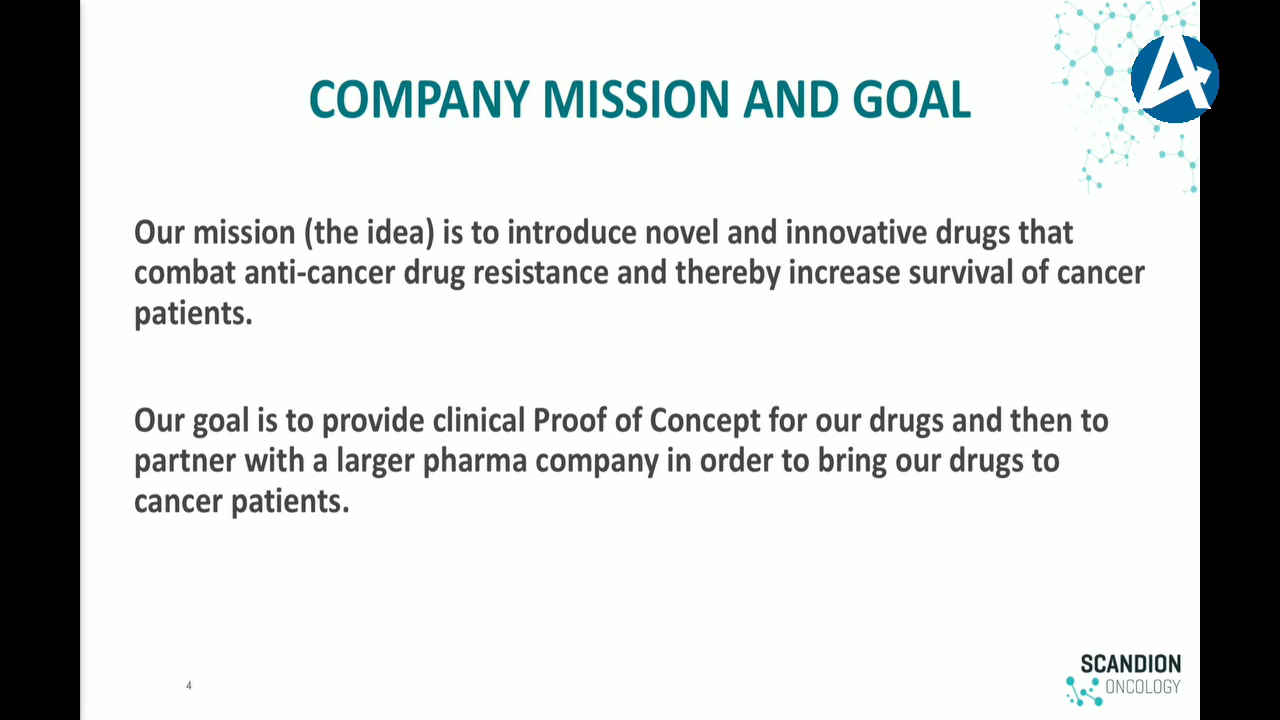 COMPANY MISSION AND GOAL
Our mission (the idea) is to introduce novel and innovative drugs that
combat anti-cancer drug resistance and thereby increase survival of cancer
patients.
Our goal is to provide clinical Proof of Concept for our drugs and then to
partner with a larger pharma company in order to bring our drugs to
cancer patients.
4
SCANDION
ONCOLOGY